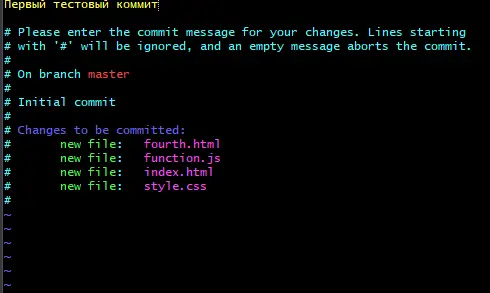 Первый тестовый коммит
# Please enter the commit message for your changes. Lines starting
# with '#' will be ignored, and an empty message aborts the commit.
#
# On branch master
#
# Initial commit
#
# Changes to be committed:
#       new file:   fourth.html
#       new file:   function.js
#       new file:   index.html
#       new file:   style.css
#
~
~
~
~
~
~